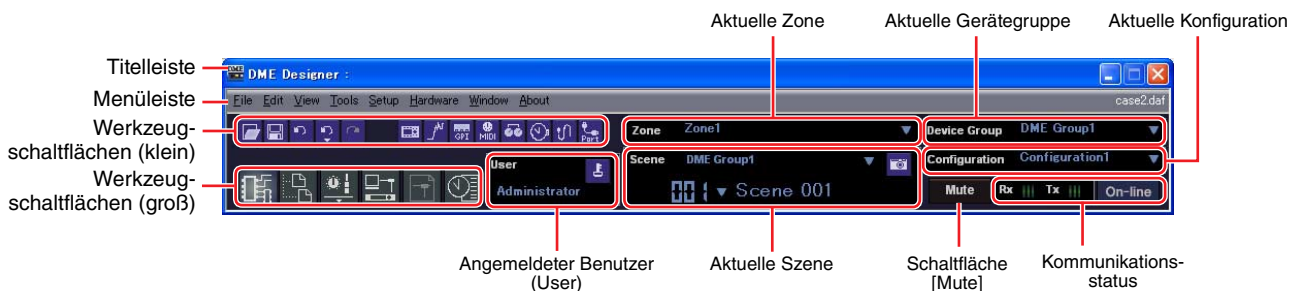 Aktuelle Zone
Aktuelle Gerätegruppe
Aktuelle Konfiguration
Titelleiste
DME Designer :
Menüleiste
File Edit View Tools Setup Hardware Window About
case2.daf
Werkzeug-
schaltflächen (klein)
GPI
MIDI
Port
Zone Zone1
Device Group DME Group1
Werkzeug-
schaltflächen (groß)
User
Administrator
Scene DME Group1
001 Scene 001
Configuration Configuration1
Mute Rx Tx On-line
Angemeldeter Benutzer
(User)
Aktuelle Szene
Schaltfläche
[Mute]
Kommunikations-
status